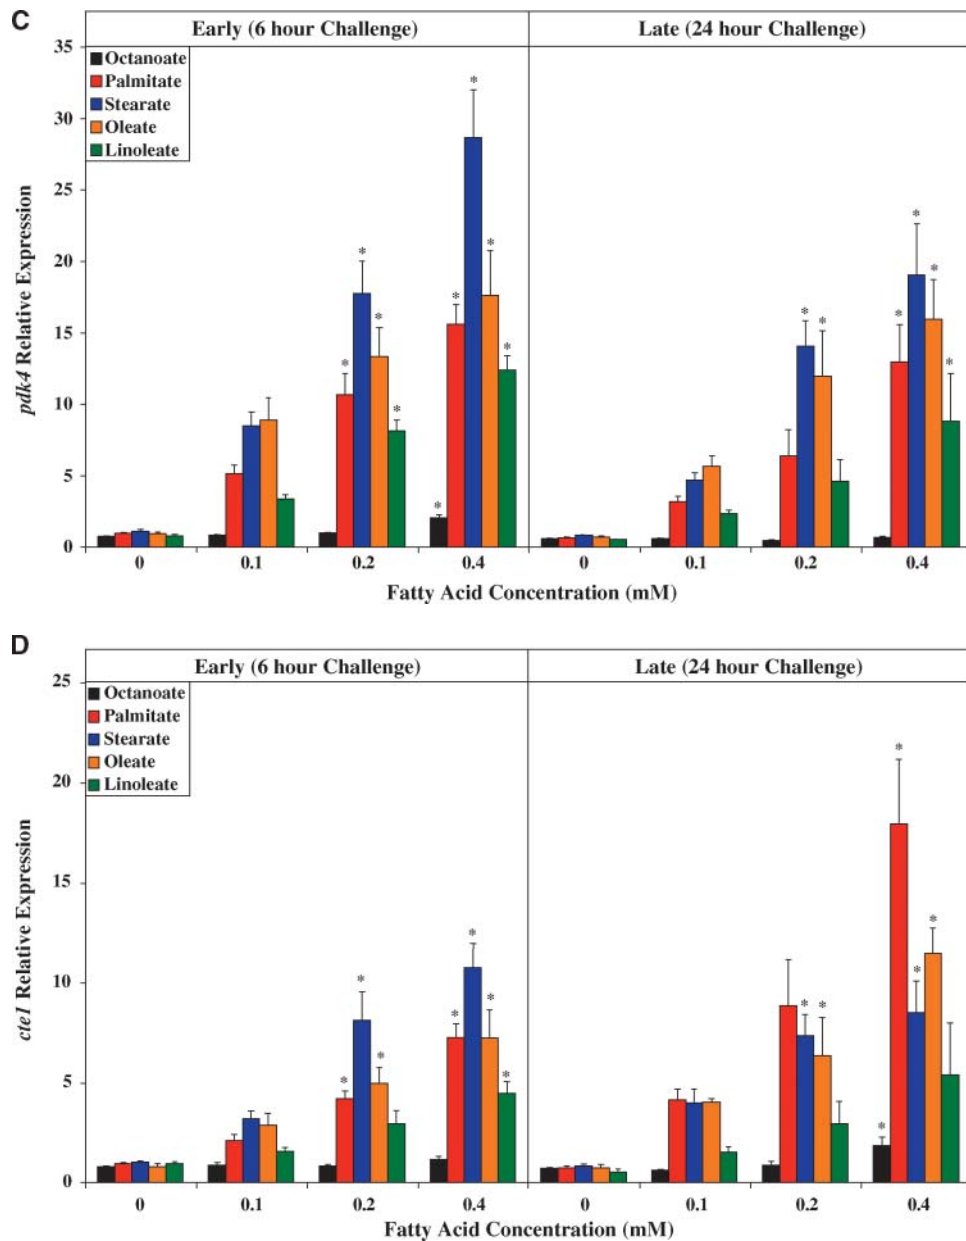 C
Early (6 hour Challenge) Late (24 hour Challenge)
35
30
25
20
15
10
5
0
pdk4 Relative Expression
Octanoate
Palmitate
Stearate
Oleate
Linoleate
* * * * * * * * * * * * * * *
0 0.1 0.2 0.4 0 0.1 0.2 0.4
Fatty Acid Concentration (mM)
D
Early (6 hour Challenge) Late (24 hour Challenge)
25
20
15
10
5
0
cte1 Relative Expression
Octanoate
Palmitate
Stearate
Oleate
Linoleate
* * * * * * * * * * * * *
0 0.1 0.2 0.4 0 0.1 0.2 0.4
Fatty Acid Concentration (mM)